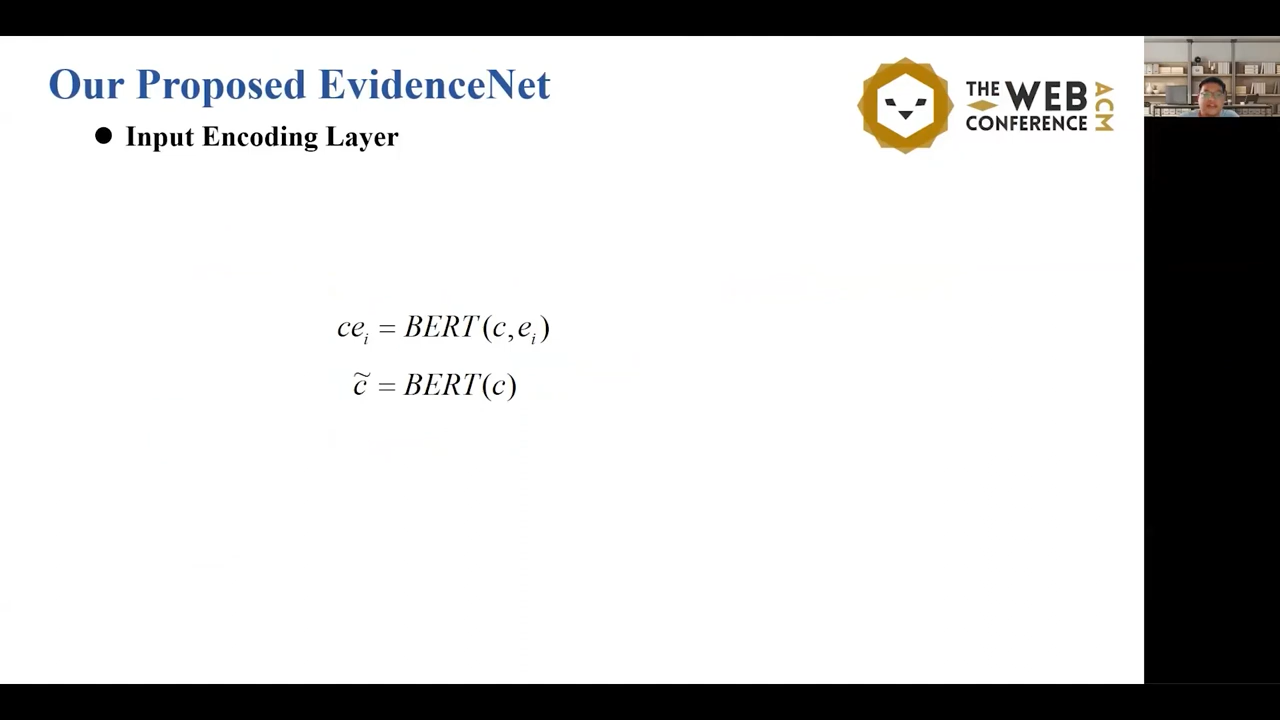 Our Proposed EvidenceNet
● Input Encoding Layer
THE WEB CONFERENCE ACM
ce_i = BERT(c, e_i)
c̃ = BERT(c)